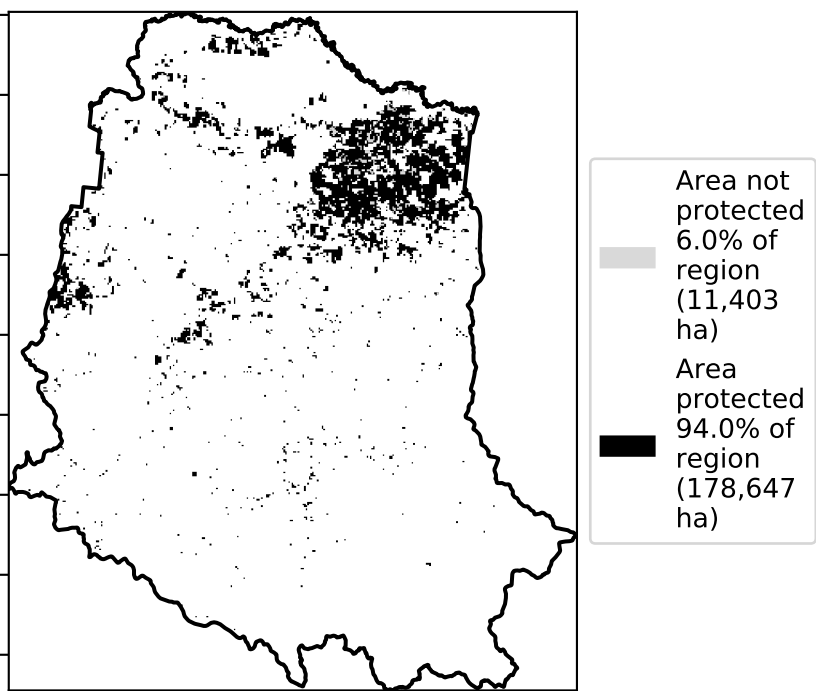 Area not
protected
6.0% of
region
(11,403
ha)
Area
protected
94.0% of
region
(178,647
ha)